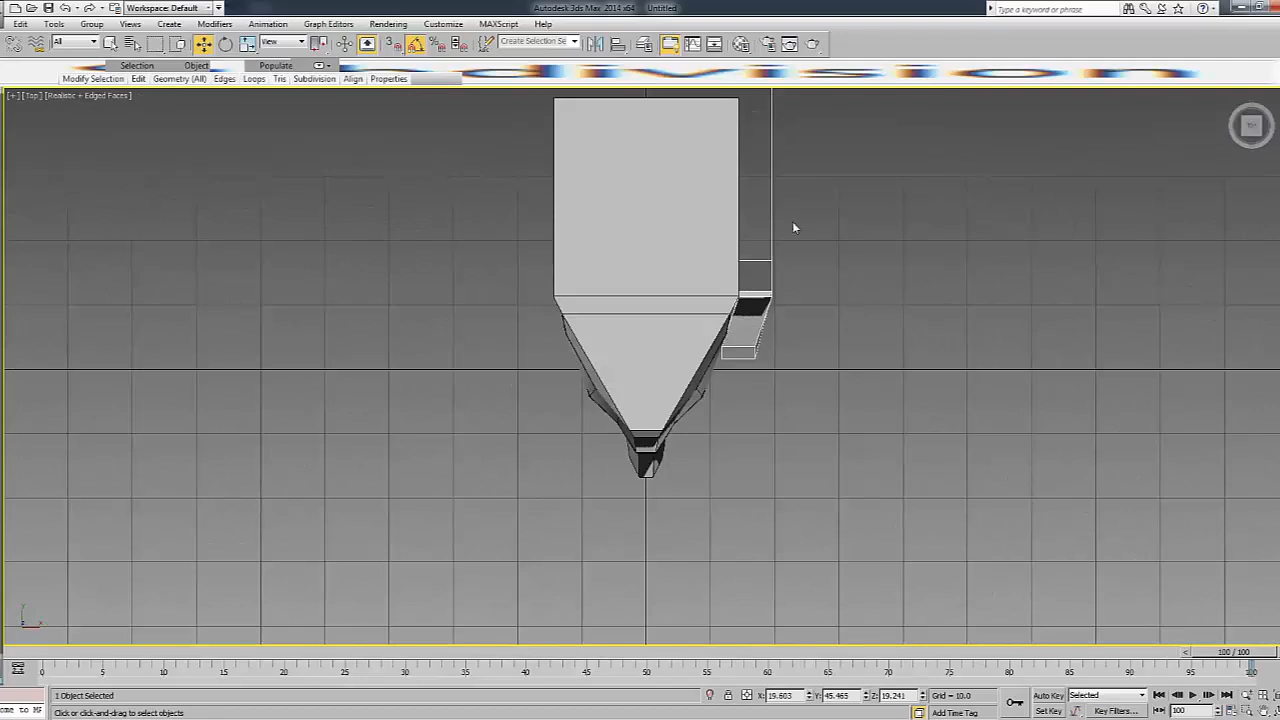 Workspace: Default
Autodesk 3ds Max 2014 x64 Untitled
Type a keyword or phrase
Edit Tools Group Views Create Modifiers Animation Graph Editors Rendering Customize MAXScript Help
All View Create Selection Se
Selection Object Populate
Modify Selection Edit Geometry (All) Edges Loops Tris Subdivision Align Properties
[+] [Top] [Realistic + Edged Faces]
y
x
100 / 100
0 5 10 15 20 25 30 35 40 45 50 55 60 65 70 75 80 85 90 95 100
1 Object Selected X: 19.603 Y: 45.465 Z: 19.241 Grid = 10.0 Auto Key Selected
ome to MF Click or click-and-drag to select objects Add Time Tag Set Key Key Filters... 100